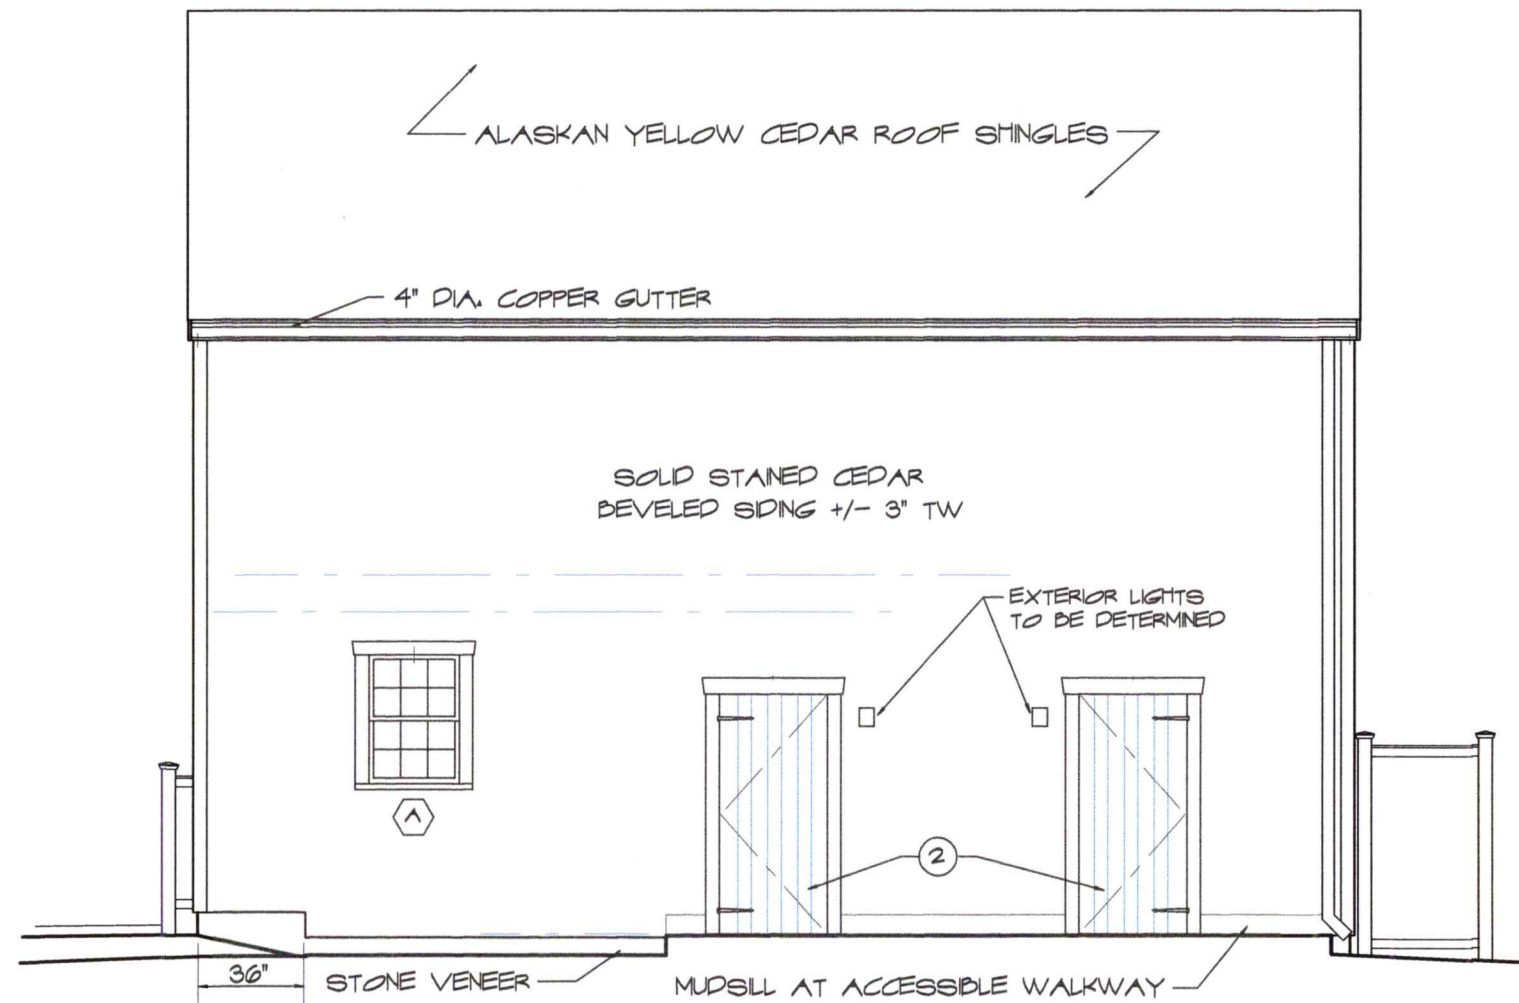 ALASKAN YELLOW CEDAR ROOF SHINGLES
4" DIA. COPPER GUTTER
SOLID STAINED CEDAR
BEVELED SIDING +/- 3" TW
EXTERIOR LIGHTS
TO BE DETERMINED
A
2
36"
STONE VENEER
MUDSILL AT ACCESSIBLE WALKWAY